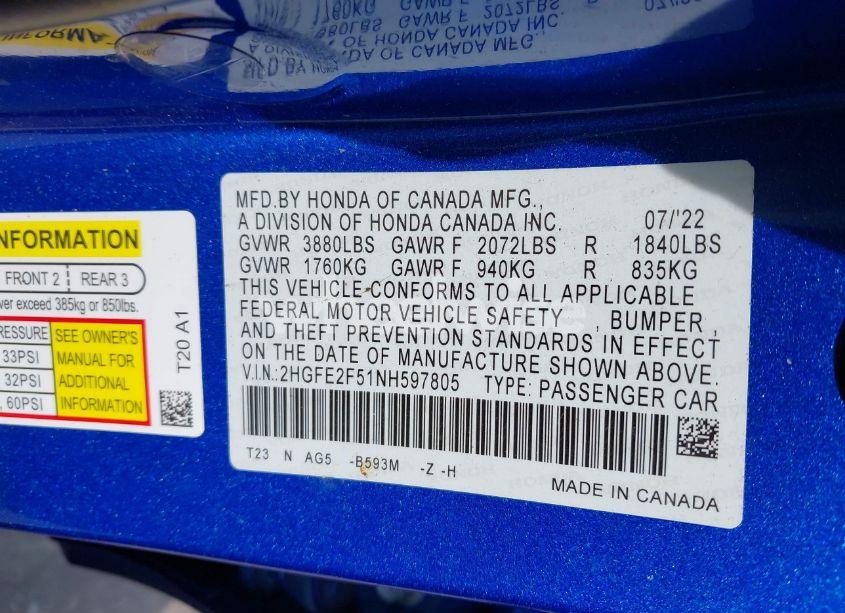 MFD.BY HONDA OF CANADA MFG.,
A DIVISION OF HONDA CANADA INC. 07/'22
GVWR 3880LBS GAWR F 2072LBS R 1840LBS
GVWR 1760KG GAWR F 940KG R 835KG
THIS VEHICLE CONFORMS TO ALL APPLICABLE
FEDERAL MOTOR VEHICLE SAFETY , BUMPER
AND THEFT PREVENTION STANDARDS IN EFFECT
ON THE DATE OF MANUFACTURE SHOWN ABOVE.
V.I.N.:2HGFE2F51NH597805 TYPE: PASSENGER CAR
T23 N AG5 -B593M -Z -H
MADE IN CANADA
INFORMATION
FRONT 2 REAR 3
exceed 385kg or 850lbs.
PRESSURE SEE OWNER'S
33PSI MANUAL FOR
32PSI ADDITIONAL
, 60PSI INFORMATION
T20 A1